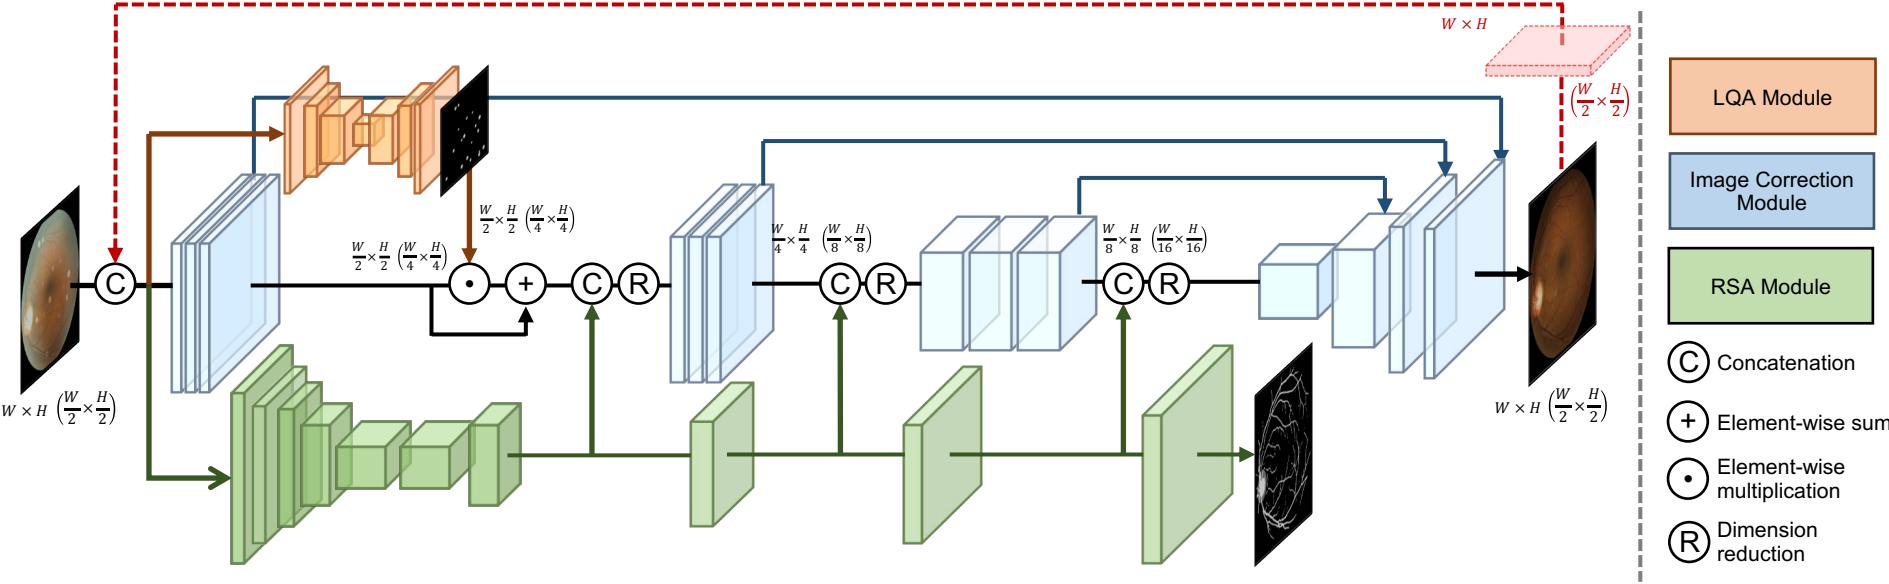 W × H
(W/2 × H/2)
W/2 × H/2 (W/4 × H/4)
W/2 × H/2 (W/4 × H/4)
W/4 × H/4 (W/8 × H/8)
W/8 × H/8 (W/16 × H/16)
C
+
C
R
C
R
C
R
W × H (W/2 × H/2)
W × H (W/2 × H/2)
LQA Module
Image Correction
Module
RSA Module
C Concatenation
+ Element-wise sum
Element-wise
multiplication
R Dimension
reduction